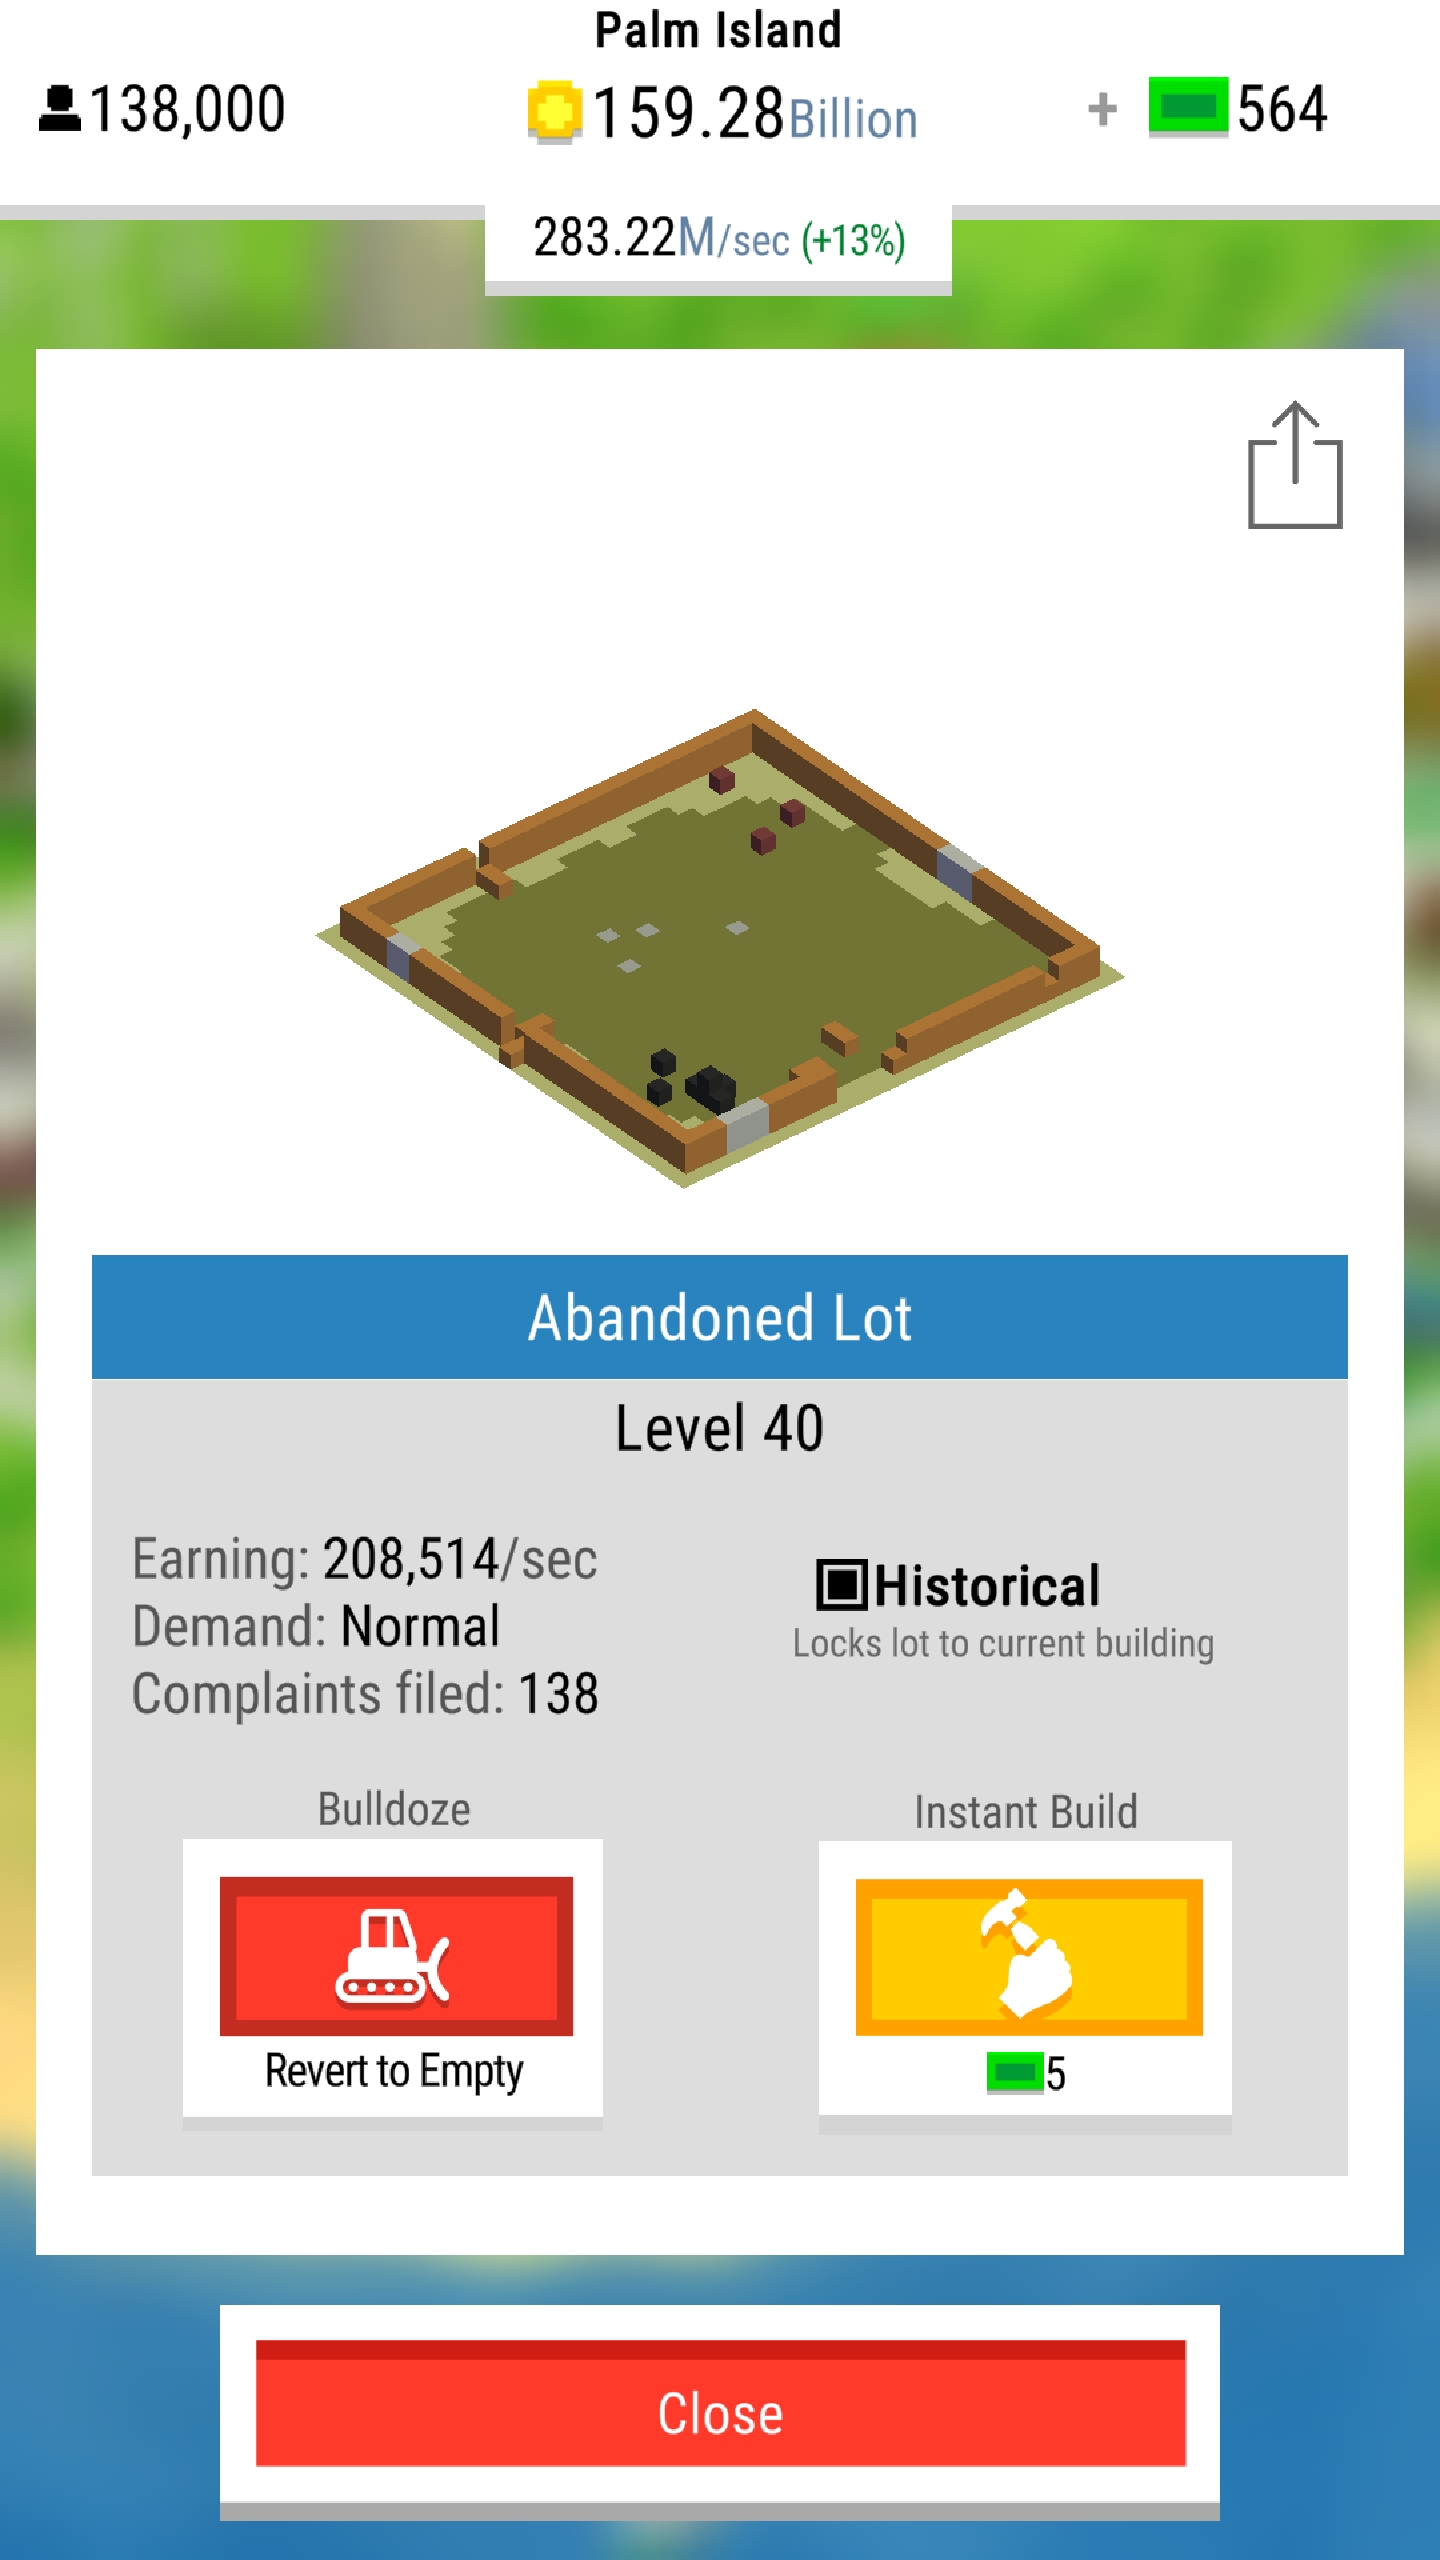 Palm Island
138,000
159.28Billion
+ 564
283.22M/sec (+13%)
Abandoned Lot
Level 40
Earning: 208,514/sec
Demand: Normal
Complaints filed: 138
Historical
Locks lot to current building
Bulldoze
Revert to Empty
Instant Build
5
Close